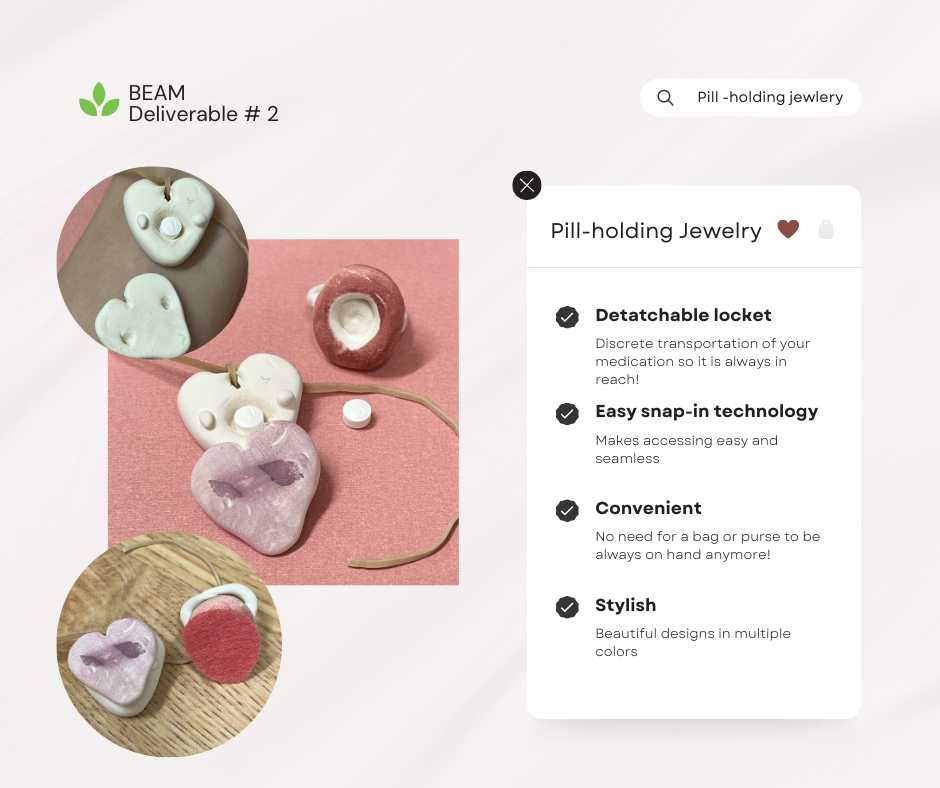 BEAM
Deliverable # 2
Pill -holding jewlery
Pill-holding Jewelry
Detatchable locket
Discrete transportation of your
medication so it is always in
reach!
Easy snap-in technology
Makes accessing easy and
seamless
Convenient
No need for a bag or purse to be
always on hand anymore!
Stylish
Beautiful designs in multiple
colors